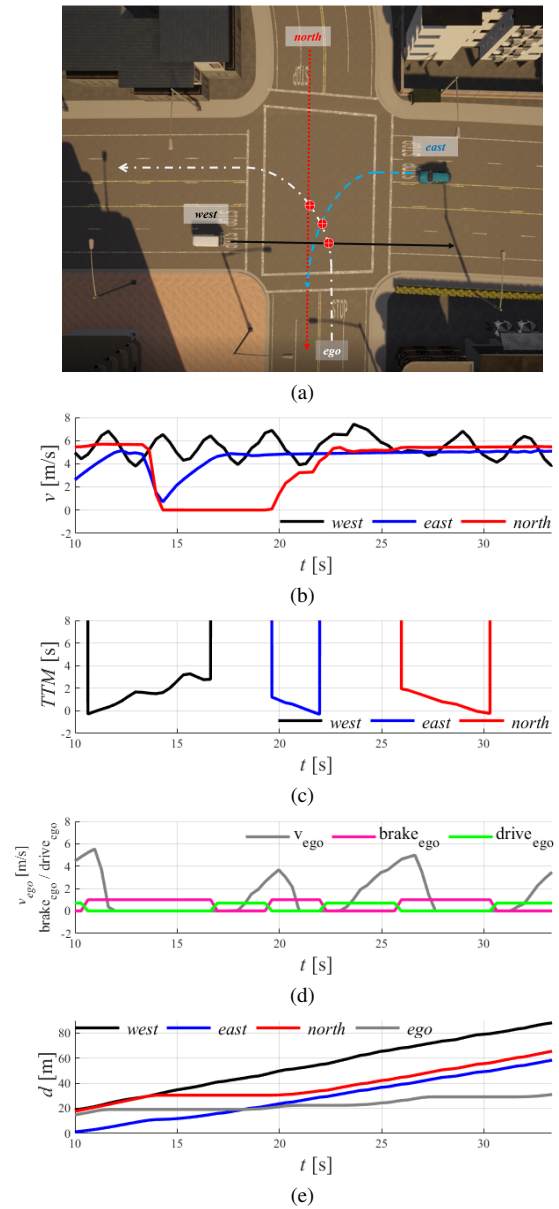 north
STOP
east
west
STOP
ego
(a)
8
6
4
2
0
-2
v [m/s]
west east north
10 15 20 25 30
t [s]
(b)
8
6
4
2
0
-2
TTM [s]
west east north
10 15 20 25 30
t [s]
(c)
8
6
4
2
0
-2
v_ego [m/s]
brake_ego / drive_ego
v_ego brake_ego drive_ego
10 15 20 25 30
t [s]
(d)
80
60
40
20
0
d [m]
west east north ego
10 15 20 25 30
t [s]
(e)